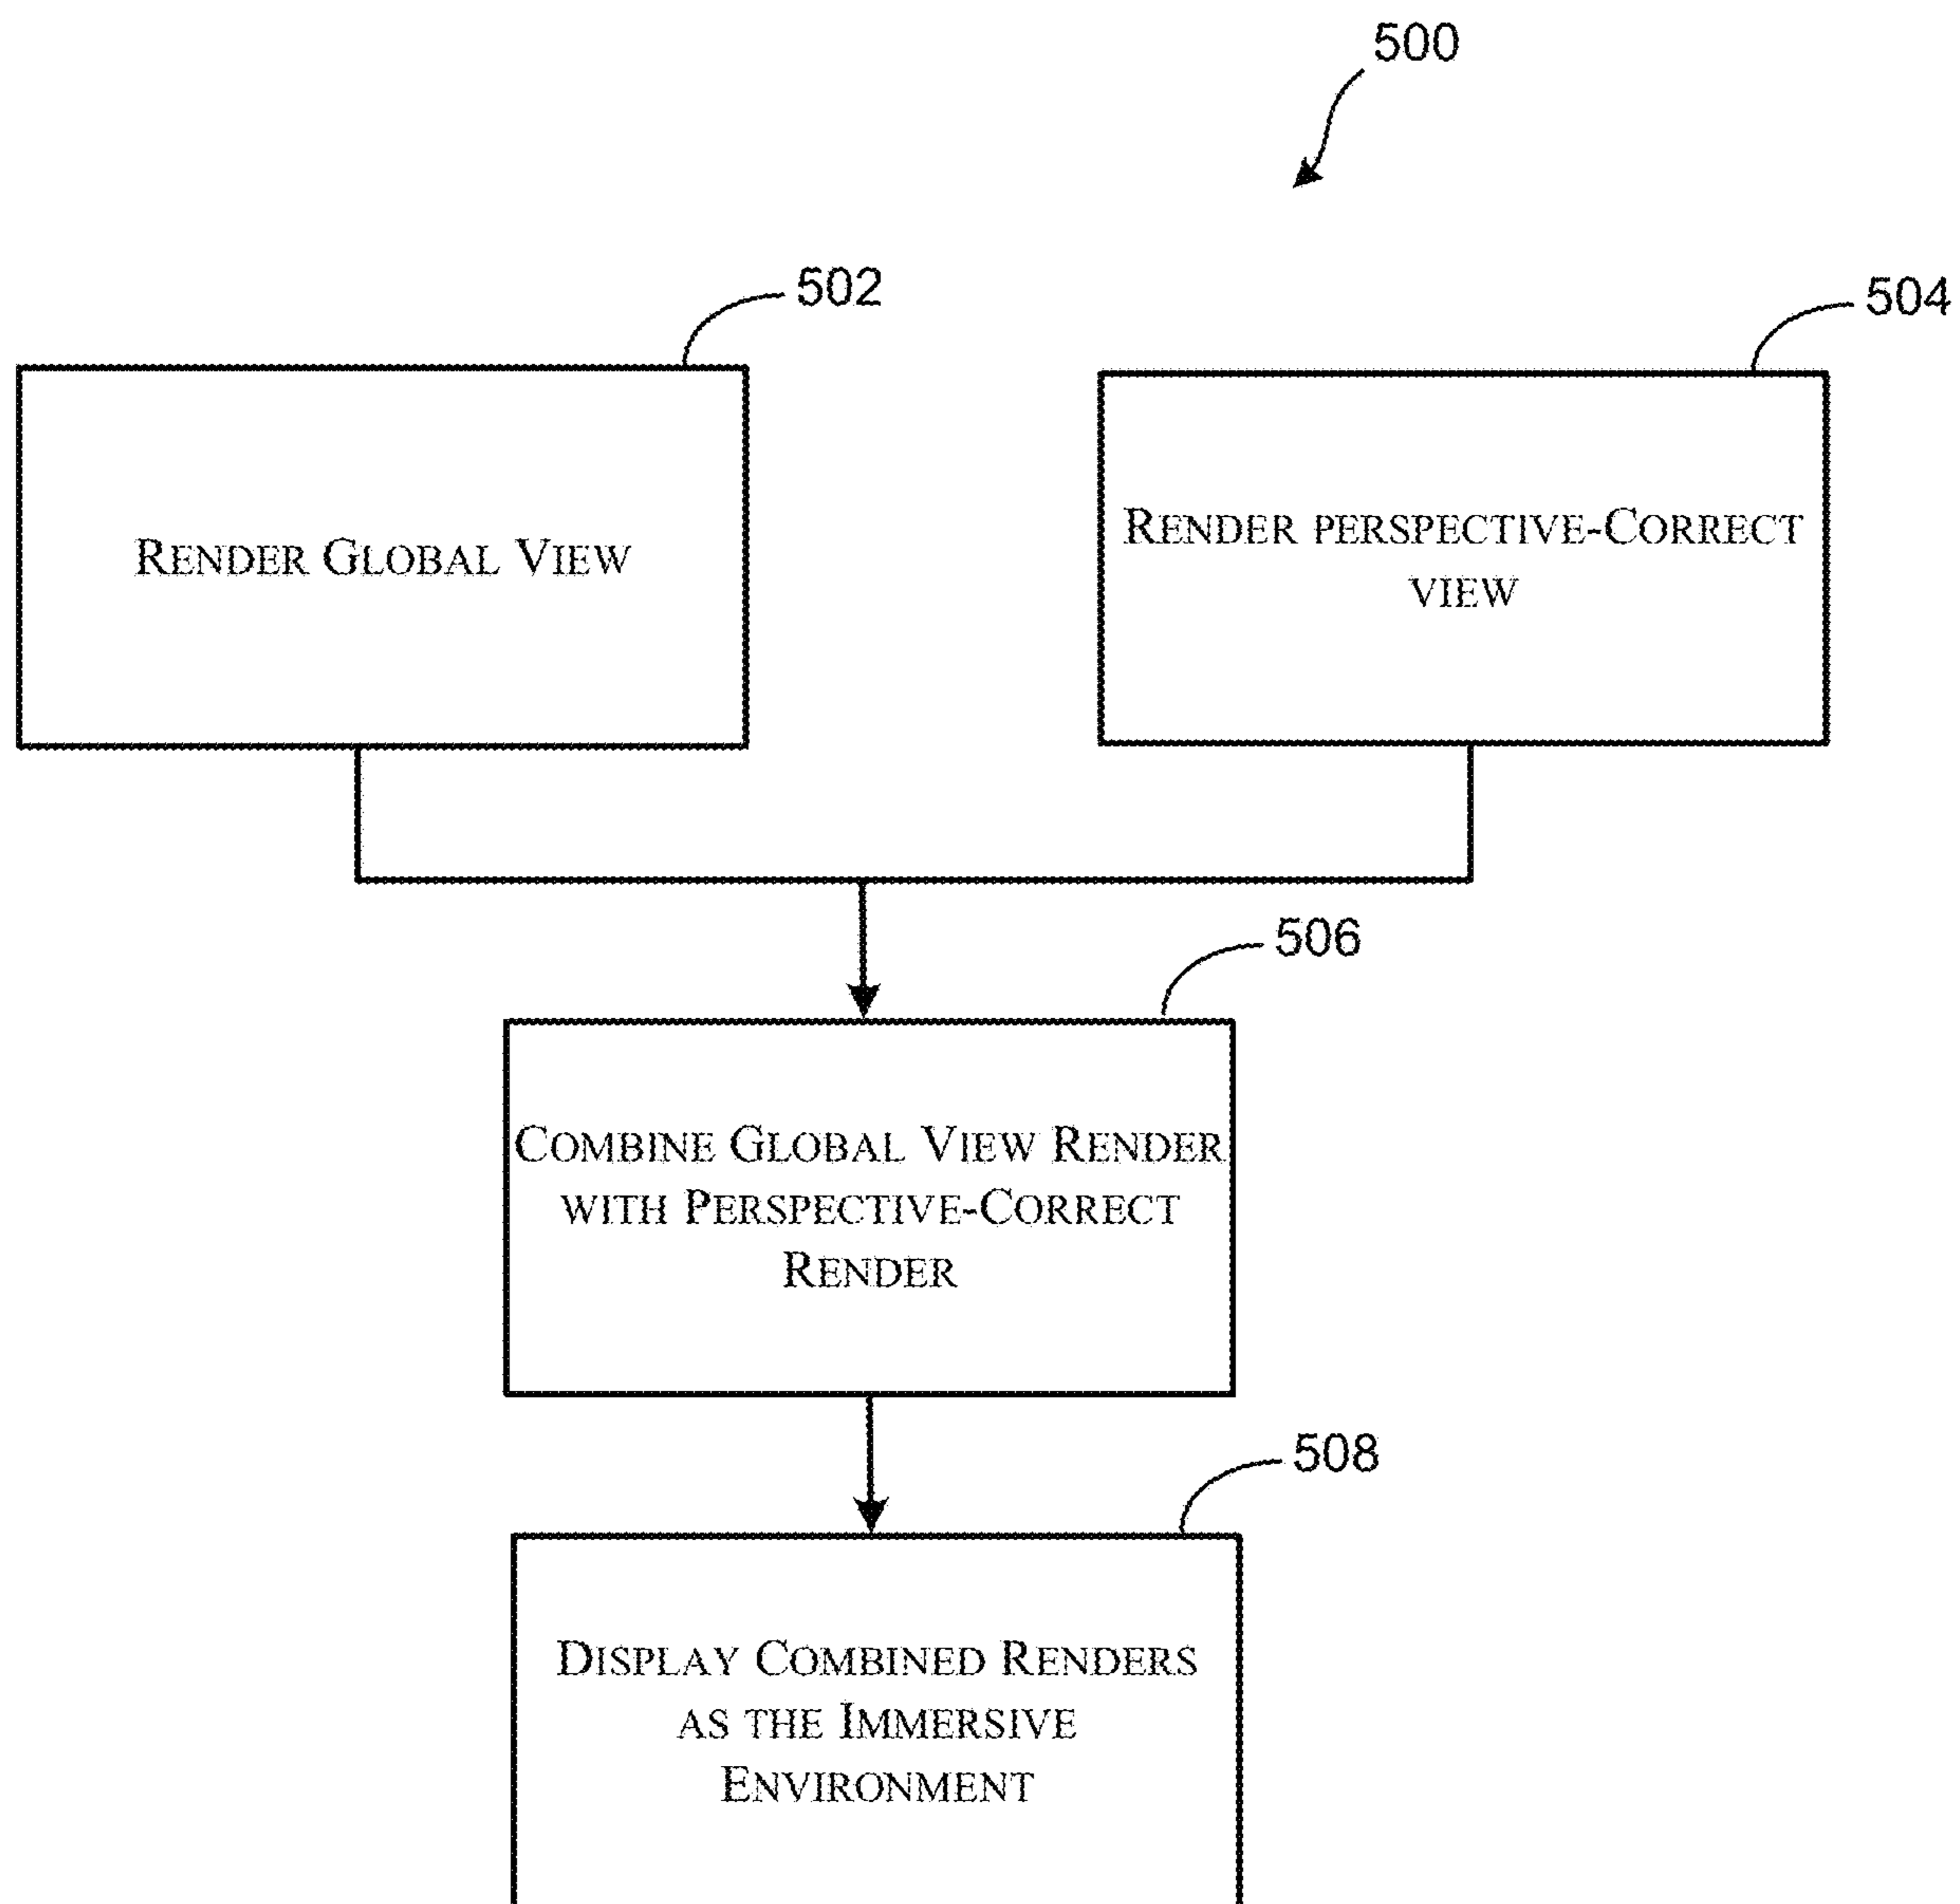 500
502
504
RENDER GLOBAL VIEW
RENDER PERSPECTIVE-CORRECT
VIEW
506
COMBINE GLOBAL VIEW RENDER
WITH PERSPECTIVE-CORRECT
RENDER
508
DISPLAY COMBINED RENDERS
AS THE IMMERSIVE
ENVIRONMENT